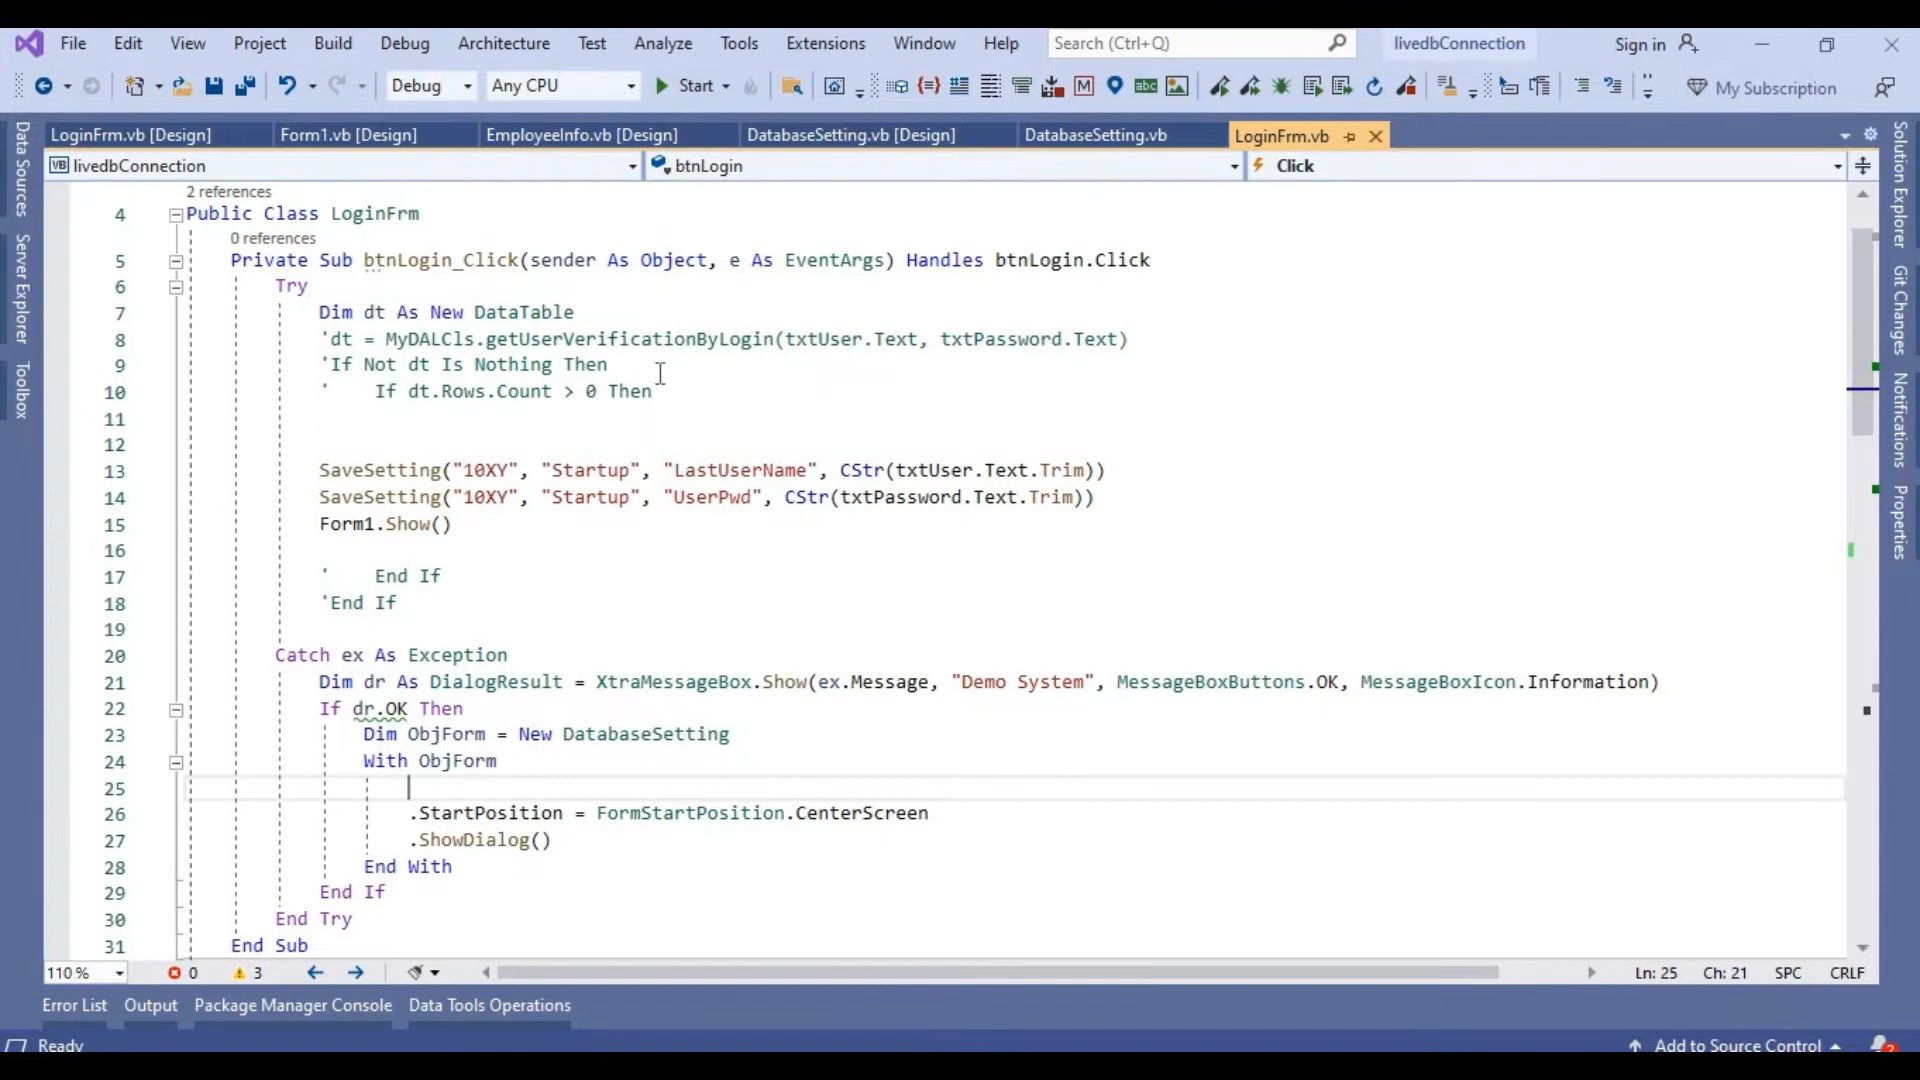 File Edit View Project Build Debug Architecture Test Analyze Tools Extensions Window Help Search (Ctrl+Q) livedbConnection Sign in
Debug Any CPU Start abc My Subscription
LoginFrm.vb [Design] Form1.vb [Design] EmployeeInfo.vb [Design] DatabaseSetting.vb [Design] DatabaseSetting.vb LoginFrm.vb
VB livedbConnection btnLogin Click
Data Sources
Server Explorer
Toolbox
2 references
4 Public Class LoginFrm
0 references
5 Private Sub btnLogin_Click(sender As Object, e As EventArgs) Handles btnLogin.Click
6 Try
7 Dim dt As New DataTable
8 'dt = MyDALCls.getUserVerificationByLogin(txtUser.Text, txtPassword.Text)
9 'If Not dt Is Nothing Then
10 ' If dt.Rows.Count > 0 Then
11
12
13 SaveSetting("10XY", "Startup", "LastUserName", CStr(txtUser.Text.Trim))
14 SaveSetting("10XY", "Startup", "UserPwd", CStr(txtPassword.Text.Trim))
15 Form1.Show()
16
17 ' End If
18 'End If
19
20 Catch ex As Exception
21 Dim dr As DialogResult = XtraMessageBox.Show(ex.Message, "Demo System", MessageBoxButtons.OK, MessageBoxIcon.Information)
22 If dr.OK Then
23 Dim ObjForm = New DatabaseSetting
24 With ObjForm
25
26 .StartPosition = FormStartPosition.CenterScreen
27 .ShowDialog()
28 End With
29 End If
30 End Try
31 End Sub
Solution Explorer
Git Changes
Notifications
Properties
110 % 0 3 Ln: 25 Ch: 21 SPC CRLF
Error List Output Package Manager Console Data Tools Operations
Ready Add to Source Control 2